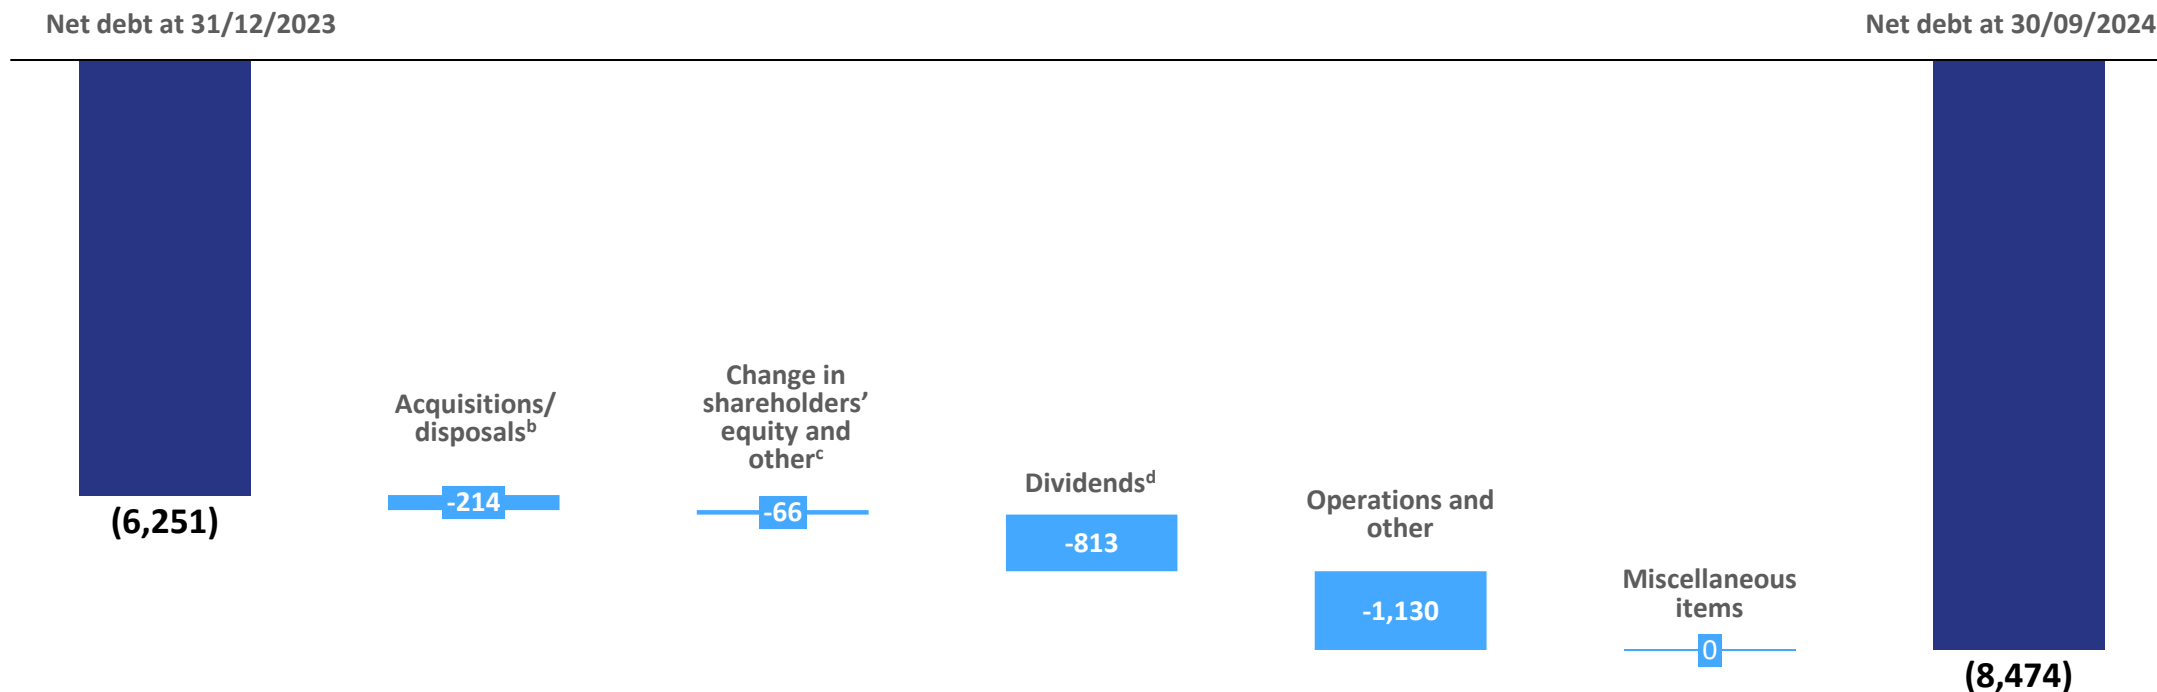 Net debt at 31/12/2023
Net debt at 30/09/2024
(6,251)
Acquisitions/
disposalsᵇ
-214
Change in
shareholders’
equity and
otherᶜ
-66
Dividendsᵈ
-813
Operations and
other
-1,130
Miscellaneous
items
0
(8,474)